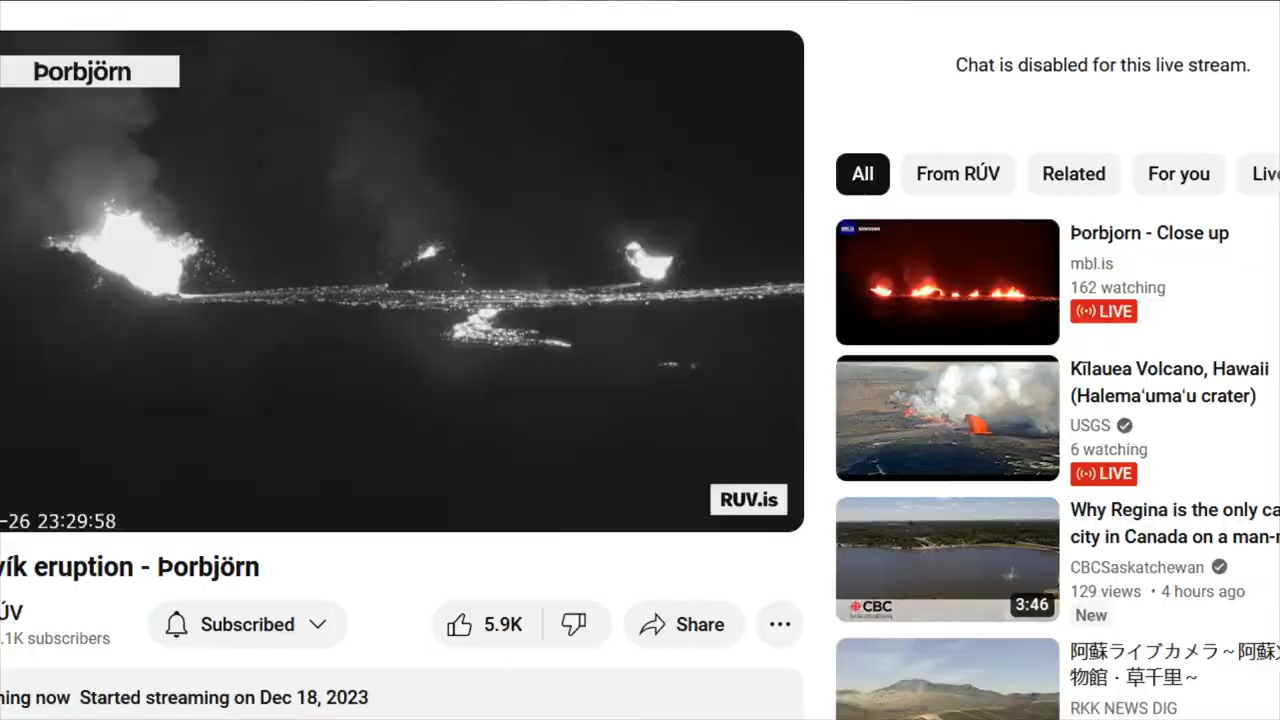 Þorbjörn
RUV.is
-26 23:29:58
vík eruption - Þorbjörn
ÚV
.1K subscribers
Subscribed
5.9K
Share
ning now Started streaming on Dec 18, 2023
Chat is disabled for this live stream.
All
From RÚV
Related
For you
Live
Þorbjorn - Close up
mbl.is
162 watching
LIVE
Kīlauea Volcano, Hawaii
(Halemaʻumaʻu crater)
USGS
6 watching
LIVE
CBC
3:46
Why Regina is the only ca
city in Canada on a man-
CBCSaskatchewan
129 views • 4 hours ago
New
阿蘇ライブカメラ～阿蘇
物館・草千里～
RKK NEWS DIG